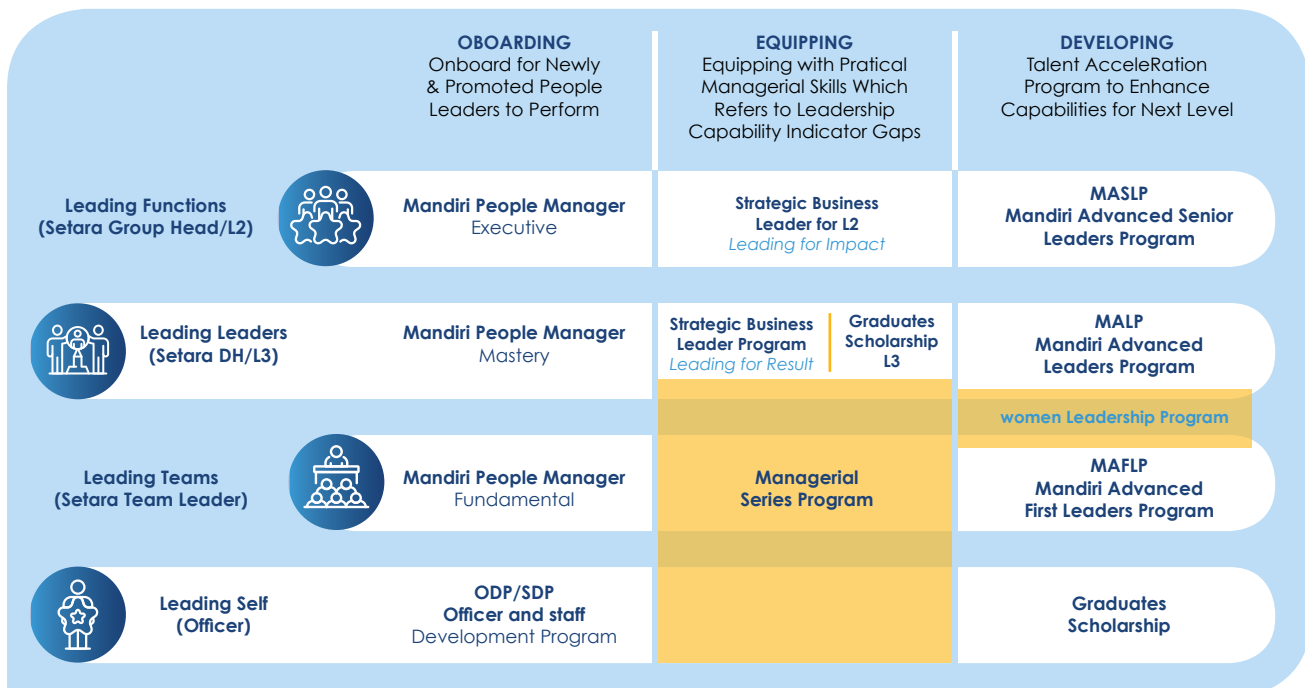 OBOARDING
Onboard for Newly
& Promoted People
Leaders to Perform
EQUIPPING
Equipping with Pratical
Managerial Skills Which
Refers to Leadership
Capability Indicator Gaps
DEVELOPING
Talent AcceleRation
Program to Enhance
Capabilities for Next Level
Leading Functions
(Setara Group Head/L2)
Mandiri People Manager
Executive
Strategic Business
Leader for L2
Leading for Impact
MASLP
Mandiri Advanced Senior
Leaders Program
Leading Leaders
(Setara DH/L3)
Mandiri People Manager
Mastery
Strategic Business
Leader Program
Leading for Result
Graduates
Scholarship
L3
MALP
Mandiri Advanced
Leaders Program
women Leadership Program
Leading Teams
(Setara Team Leader)
Mandiri People Manager
Fundamental
Managerial
Series Program
MAFLP
Mandiri Advanced
First Leaders Program
Leading Self
(Officer)
ODP/SDP
Officer and staff
Development Program
Graduates
Scholarship